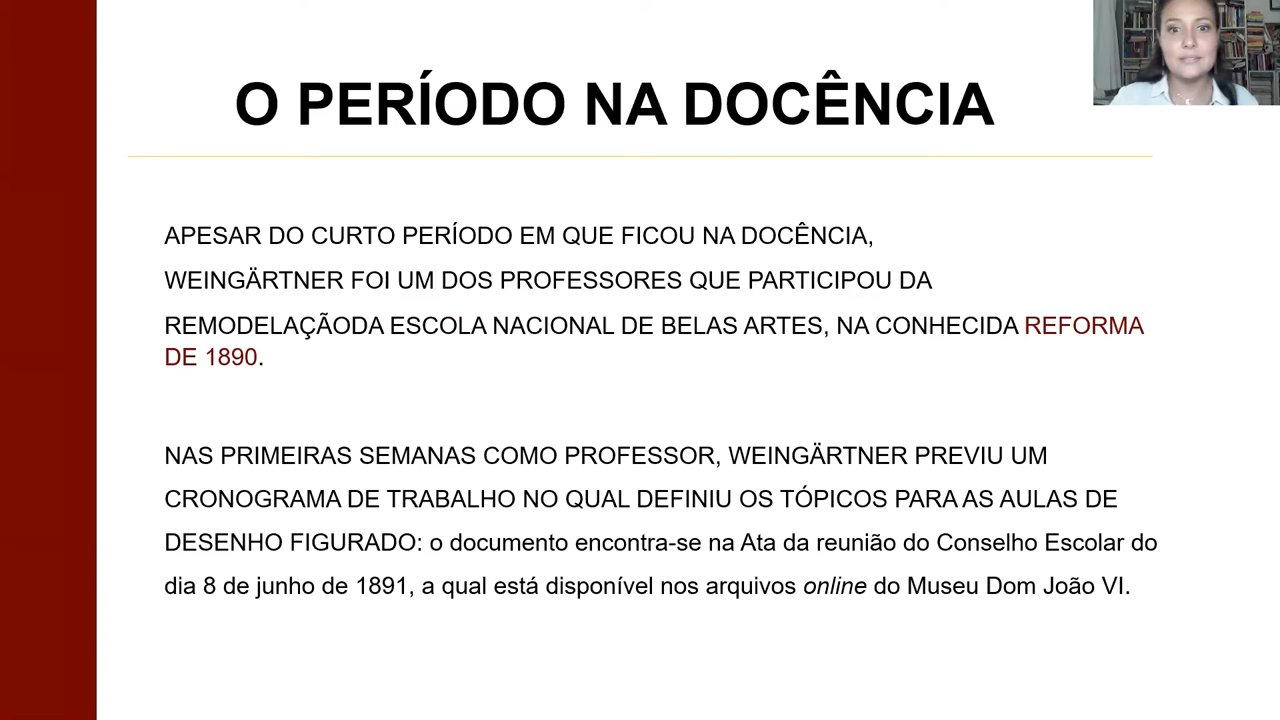 O PERÍODO NA DOCÊNCIA
APESAR DO CURTO PERÍODO EM QUE FICOU NA DOCÊNCIA,
WEINGÄRTNER FOI UM DOS PROFESSORES QUE PARTICIPOU DA
REMODELAÇÃODA ESCOLA NACIONAL DE BELAS ARTES, NA CONHECIDA REFORMA
DE 1890.
NAS PRIMEIRAS SEMANAS COMO PROFESSOR, WEINGÄRTNER PREVIU UM
CRONOGRAMA DE TRABALHO NO QUAL DEFINIU OS TÓPICOS PARA AS AULAS DE
DESENHO FIGURADO: o documento encontra-se na Ata da reunião do Conselho Escolar do
dia 8 de junho de 1891, a qual está disponível nos arquivos online do Museu Dom João VI.